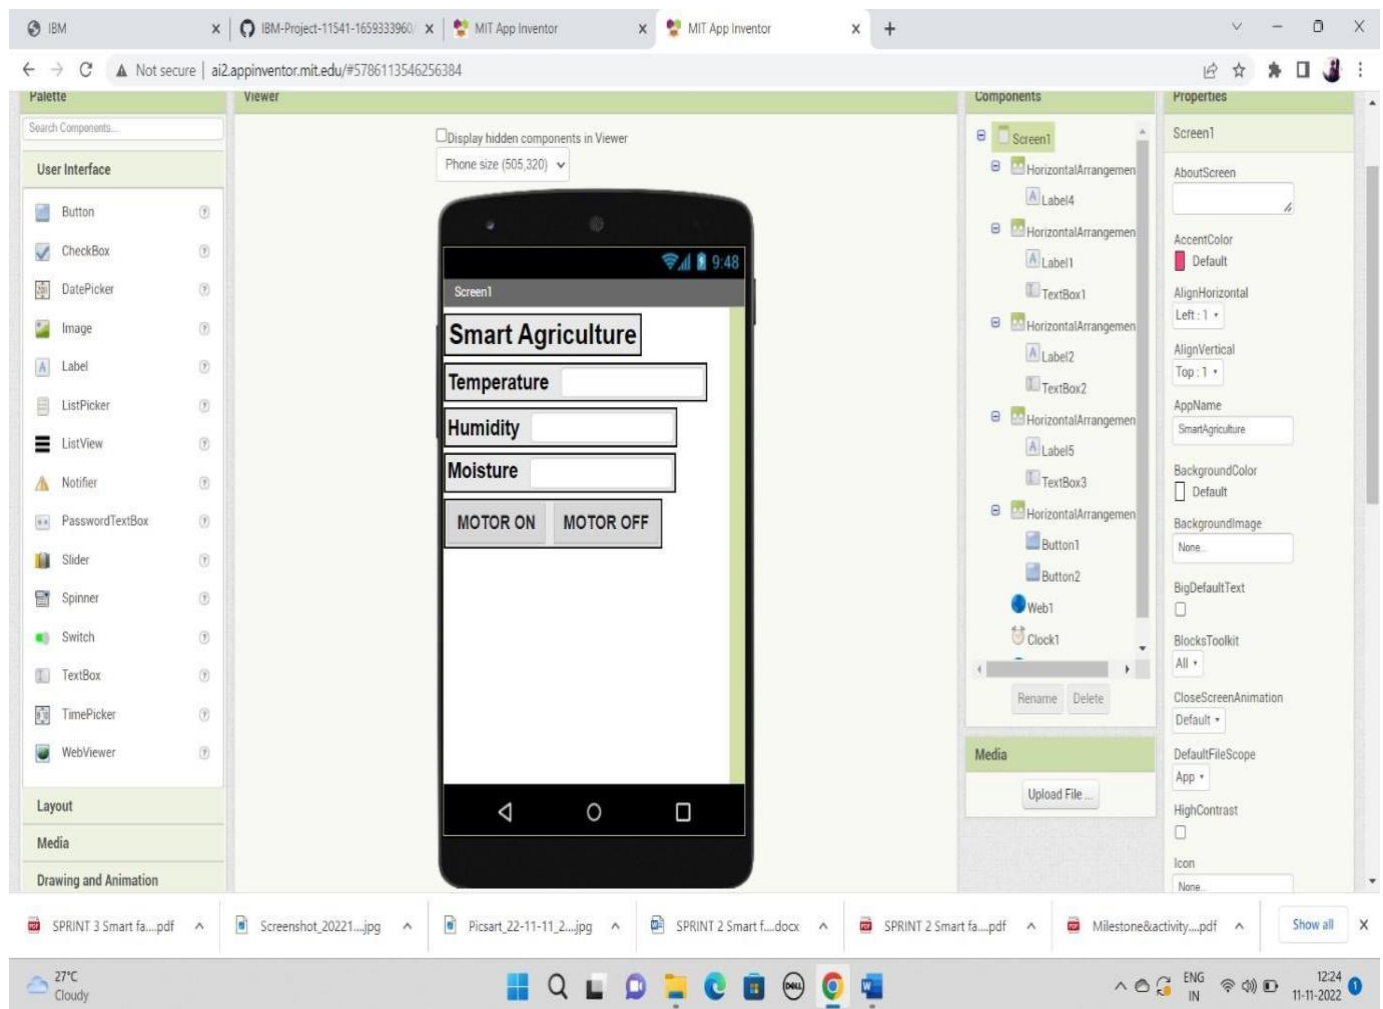 IBM
IBM-Project-11541-1659333960/
MIT App Inventor
MIT App Inventor
Not secure
ai2.appinventor.mit.edu/#5786113546256384
Palette
Viewer
Components
Properties
Search Components...
User Interface
Button
CheckBox
DatePicker
Image
Label
ListPicker
ListView
Notifier
PasswordTextBox
Slider
Spinner
Switch
TextBox
TimePicker
WebViewer
Layout
Media
Drawing and Animation
Display hidden components in Viewer
Phone size (505,320)
9:48
Screen1
Smart Agriculture
Temperature
Humidity
Moisture
MOTOR ON MOTOR OFF
Screen1
HorizontalArrangemen
Label4
HorizontalArrangemen
Label1
TextBox1
HorizontalArrangemen
Label2
TextBox2
HorizontalArrangemen
Label5
TextBox3
HorizontalArrangemen
Button1
Button2
Web1
Clock1
Rename Delete
Media
Upload File ...
Screen1
AboutScreen
AccentColor
Default
AlignHorizontal
Left : 1
AlignVertical
Top : 1
AppName
SmartAgriculture
BackgroundColor
Default
BackgroundImage
None...
BigDefaultText
BlocksToolkit
All
CloseScreenAnimation
Default
DefaultFileScope
App
HighContrast
Icon
None...
SPRINT 3 Smart fa....pdf
Screenshot_20221....jpg
Picsart_22-11-11_2....jpg
SPRINT 2 Smart f....docx
SPRINT 2 Smart fa....pdf
Milestone&activity....pdf
Show all
27°C
Cloudy
DELL
ENG
IN
12:24
11-11-2022
1